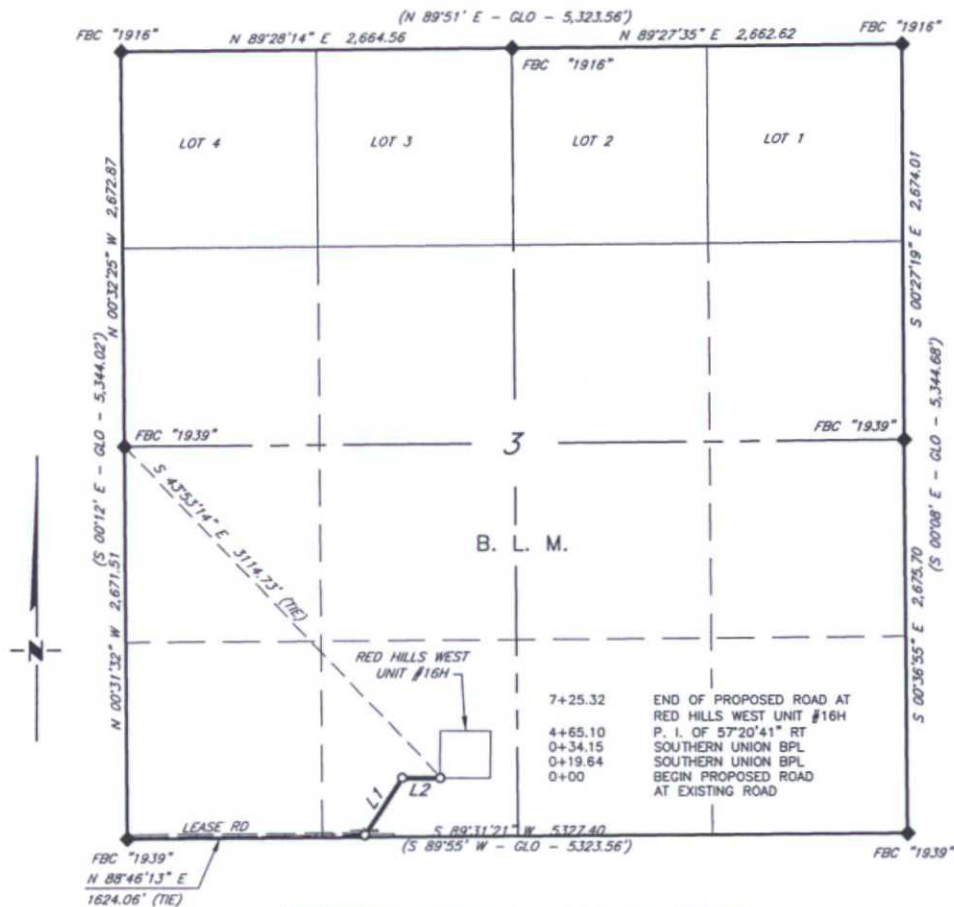 (N 89°51' E - GLO - 5,323.56')
FBC "1916"
N 89°28'14" E 2,664.56
N 89°27'35" E 2,662.62
FBC "1916"
FBC "1916"
LOT 4
LOT 3
LOT 2
LOT 1
N 00°32'25" W 2,672.87
S 00°27'19" E 2,674.01
(S 00°12' E - GLO - 5,344.02')
(S 00°08' E - GLO - 5,344.68')
FBC "1939"
3
FBC "1939"
S 43°53'14" E 3114.73' (TIE)
B. L. M.
N 00°31'32" W 2,671.51
S 00°36'55" E 2,675.70
N
RED HILLS WEST
UNIT #16H
7+25.32 END OF PROPOSED ROAD AT
RED HILLS WEST UNIT #16H
4+65.10 P. I. OF 57°20'41" RT
0+34.15 SOUTHERN UNION BPL
0+19.64 SOUTHERN UNION BPL
0+00 BEGIN PROPOSED ROAD
AT EXISTING ROAD
L1
L2
LEASE RD
S 89°31'21" W 5327.40
(S 89°55' W - GLO - 5323.56')
FBC "1939"
FBC "1939"
N 88°46'13" E
1624.06' (TIE)